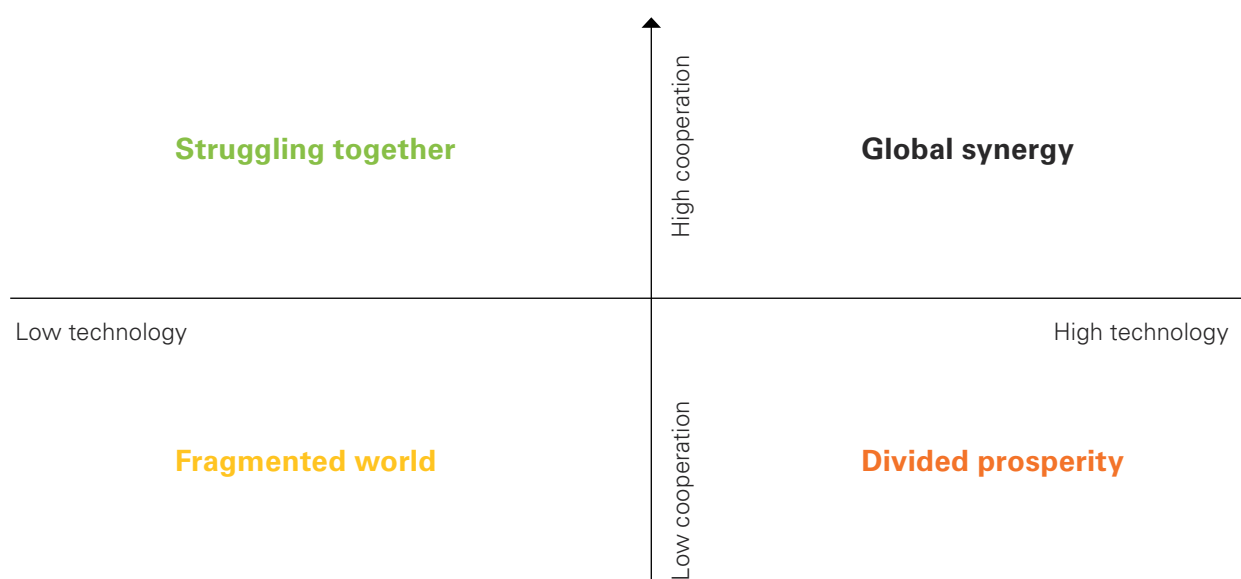 High cooperation
Struggling together
Global synergy
Low technology
High technology
Low cooperation
Fragmented world
Divided prosperity